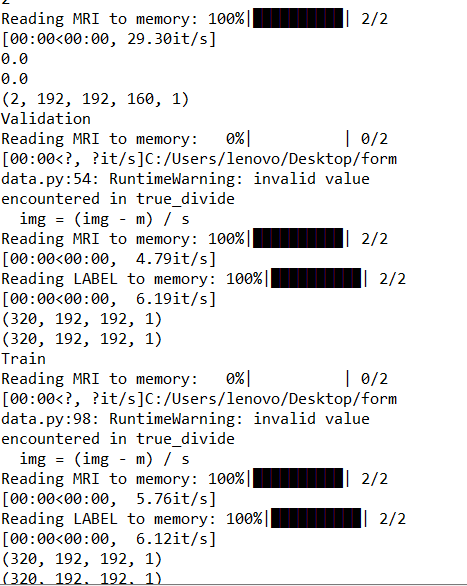 Reading MRI to memory: 100%|██████████| 2/2
[00:00<00:00, 29.30it/s]
0.0
0.0
(2, 192, 192, 160, 1)
Validation
Reading MRI to memory:   0%|          | 0/2
[00:00<?, ?it/s]C:/Users/lenovo/Desktop/form
data.py:54: RuntimeWarning: invalid value
encountered in true_divide
  img = (img - m) / s
Reading MRI to memory: 100%|██████████| 2/2
[00:00<00:00,  4.79it/s]
Reading LABEL to memory: 100%|██████████| 2/2
[00:00<00:00,  6.19it/s]
(320, 192, 192, 1)
(320, 192, 192, 1)
Train
Reading MRI to memory:   0%|          | 0/2
[00:00<?, ?it/s]C:/Users/lenovo/Desktop/form
data.py:98: RuntimeWarning: invalid value
encountered in true_divide
  img = (img - m) / s
Reading MRI to memory: 100%|██████████| 2/2
[00:00<00:00,  5.76it/s]
Reading LABEL to memory: 100%|██████████| 2/2
[00:00<00:00,  6.12it/s]
(320, 192, 192, 1)
(320, 192, 192, 1)